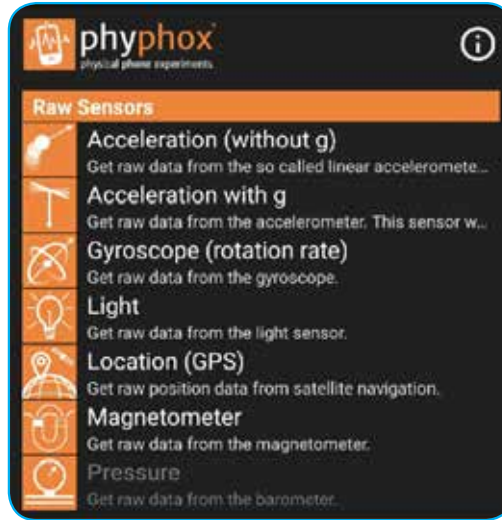 phyphox
physical phone experiments
Raw Sensors
Acceleration (without g)
Get raw data from the so called linear acceleromete...
Acceleration with g
Get raw data from the accelerometer. This sensor w...
Gyroscope (rotation rate)
Get raw data from the gyroscope.
Light
Get raw data from the light sensor.
Location (GPS)
Get raw position data from satellite navigation.
Magnetometer
Get raw data from the magnetometer.
Pressure
Get raw data from the barometer.